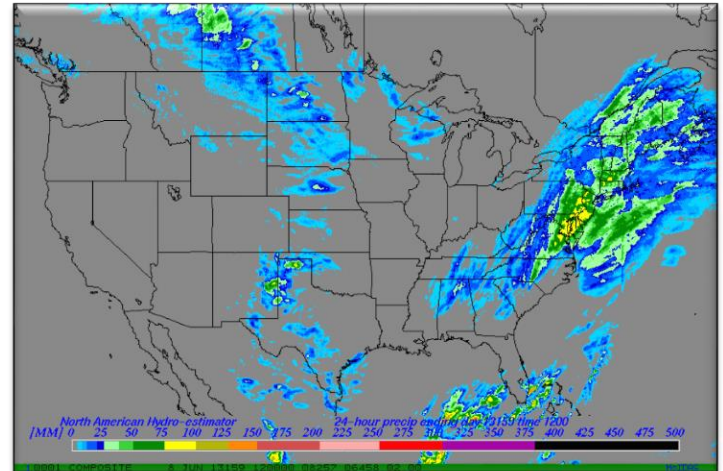 North American Hydro-estimator 24-hour precip ending day 13159 time 1200
[MM] 0 25 50 75 100 125 150 175 200 225 250 275 300 325 350 375 400 425 450 475 500
COMPOSITE 8 JUN 13159 120000 McIDAS